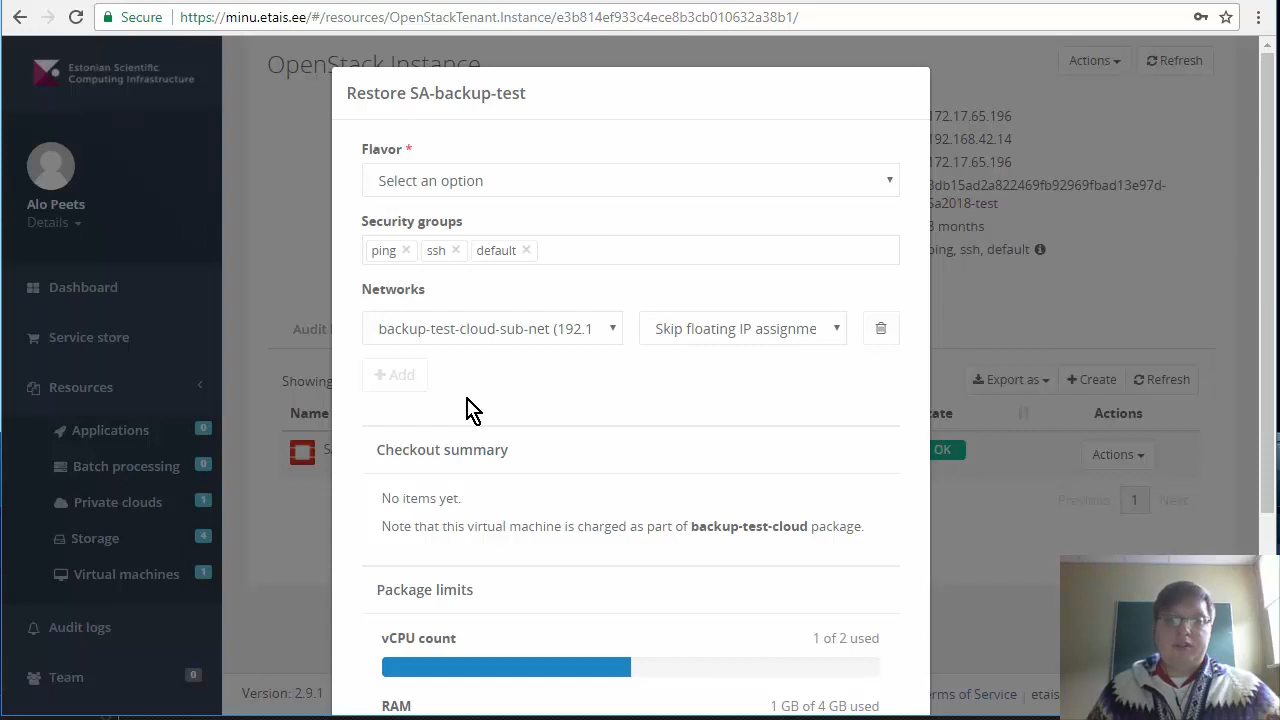 Secure
https://minu.etais.ee/#/resources/OpenStackTenant.Instance/e3b814ef933c4ece8b3cb010632a38b1/
Estonian Scientific
Computing Infrastructure
Alo Peets
Details
Dashboard
Service store
Resources
Applications 0
Batch processing 0
Private clouds 1
Storage 4
Virtual machines 1
Audit logs
Team 0
OpenStack Instance
Actions
Refresh
172.17.65.196
192.168.42.14
172.17.65.196
3db15ad2a822469fb92969fbad13e97d-
5a2018-test
3 months
ping, ssh, default
Export as
Create
Refresh
Showing
Name
Actions
OK
Actions
Previous 1 Next
Version: 2.9.1
Terms of Service | etais
Restore SA-backup-test
Flavor *
Select an option
Security groups
ping × ssh × default ×
Networks
backup-test-cloud-sub-net (192.1
Skip floating IP assignme
+ Add
Checkout summary
No items yet.
Note that this virtual machine is charged as part of backup-test-cloud package.
Package limits
vCPU count 1 of 2 used
RAM 1 GB of 4 GB used